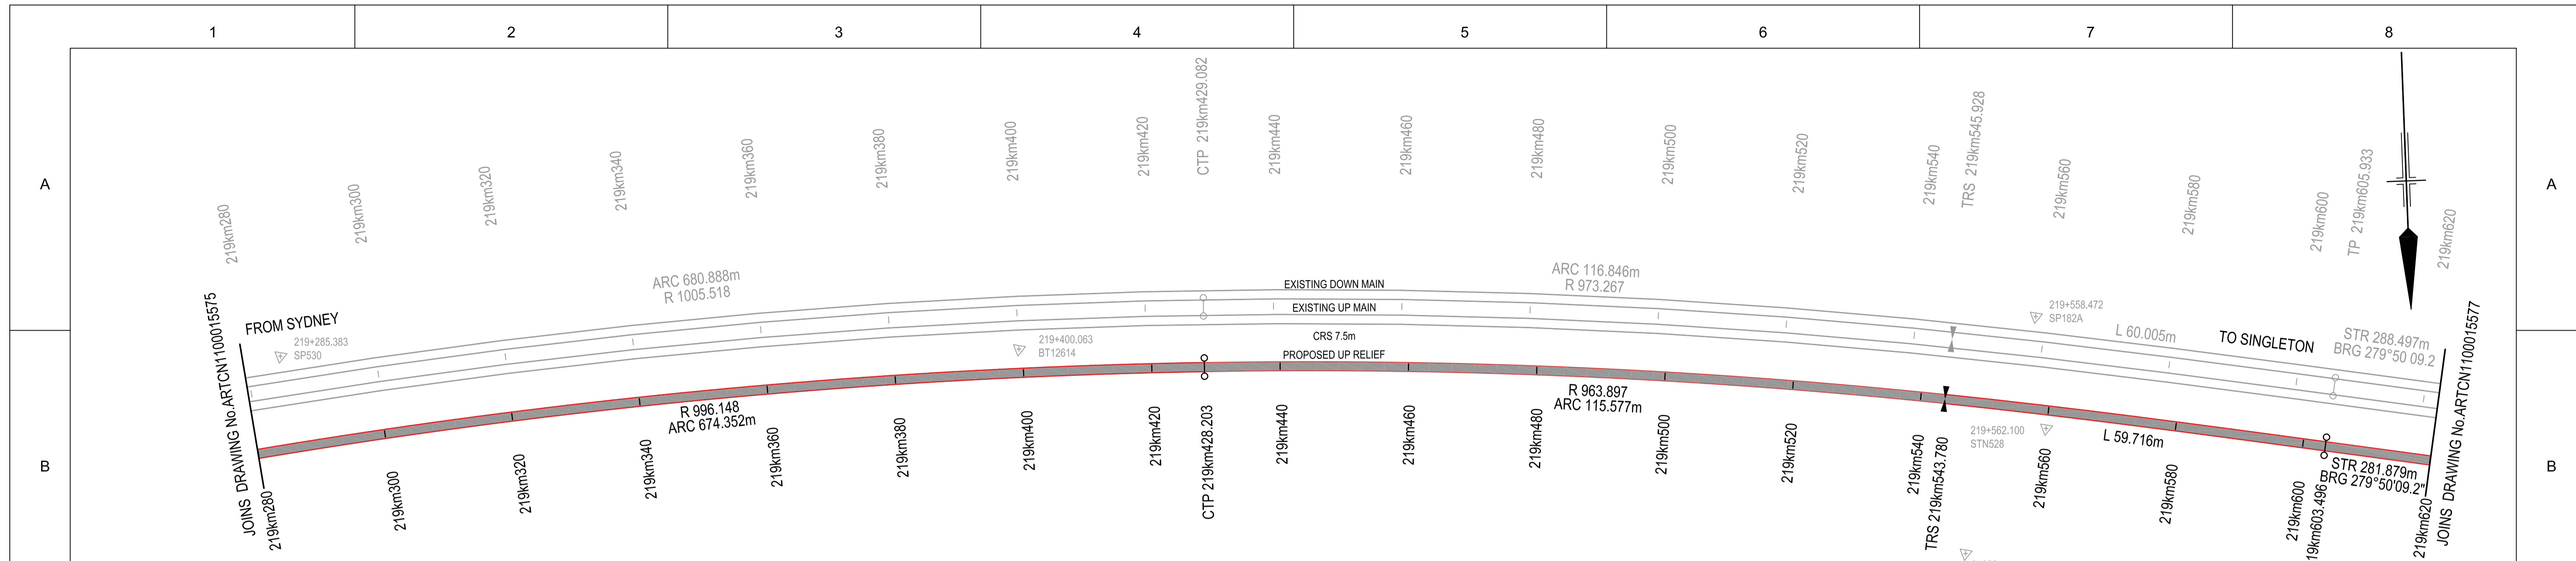 1 2 3 4 5 6 7 8
A
A
B
B
219km280
219km300
219km320
219km340
219km360
219km380
219km400
219km420
CTP 219km429.082
219km440
219km460
219km480
219km500
219km520
219km540
TRS 219km545.928
219km560
219km580
219km600
TP 219km605.933
219km620
ARC 680.888m
R 1005.518
ARC 116.846m
R 973.267
EXISTING DOWN MAIN
EXISTING UP MAIN
CRS 7.5m
PROPOSED UP RELIEF
JOINS DRAWING No.ARTCN1100015575
FROM SYDNEY
219+285.383
SP530
219+400,063
BT12614
219+558.472
SP182A
L 60.005m
TO SINGLETON
STR 288.497m
BRG 279°50 09.2
JOINS DRAWING No.ARTCN1100015577
R 996.148
ARC 674.352m
R 963.897
ARC 115.577m
219+562.100
STN528
L 59.716m
STR 281.879m
BRG 279°50'09.2"
219km280
219km300
219km320
219km340
219km360
219km380
219km400
219km420
CTP 219km428.203
219km440
219km460
219km480
219km500
219km520
219km540
TRS 219km543.780
219km560
219km580
219km600
19km603.496
219km620